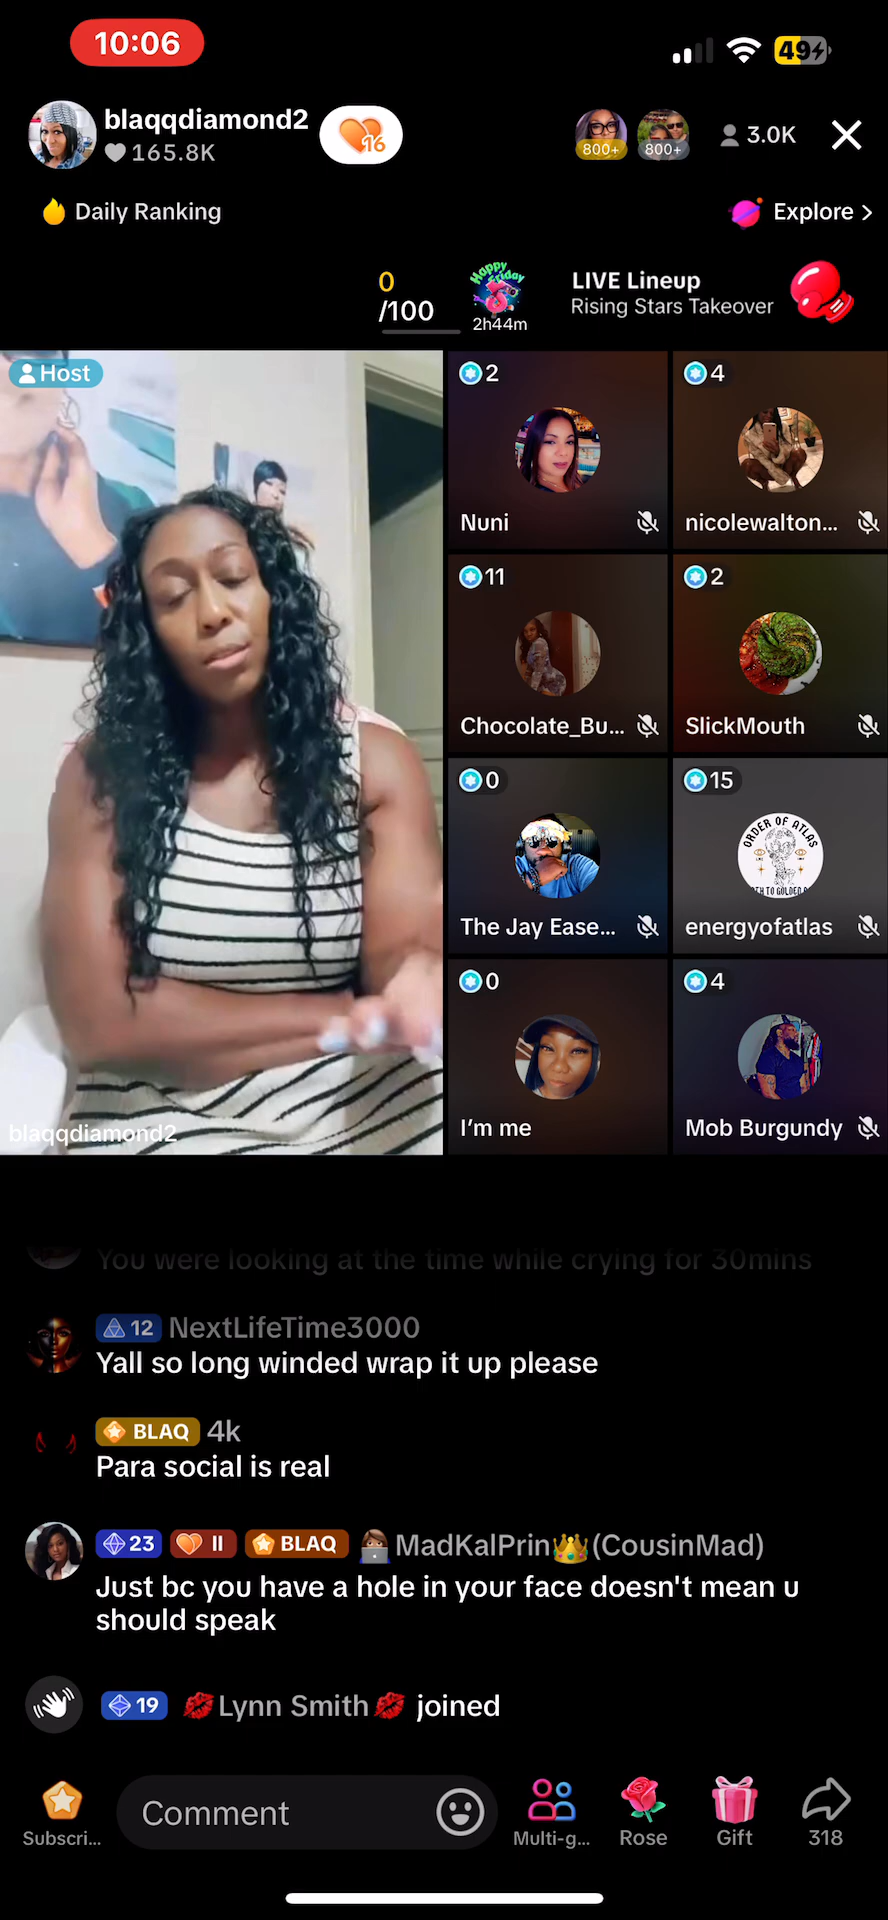 10:06
49
blaqqdiamond2
165.8K
16
800+
800+
3.0K
Daily Ranking
Explore >
0
/100
Happy Friday
2h44m
LIVE Lineup
Rising Stars Takeover
Host
2
Nuni
4
nicolewalton...
11
Chocolate_Bu...
2
SlickMouth
0
The Jay Ease...
15
ORDER OF ATLAS
energyofatlas
0
I'm me
4
Mob Burgundy
blaqqdiamond2
You were looking at the time while crying for 30mins
12 NextLifeTime3000
Yall so long winded wrap it up please
BLAQ 4k
Para social is real
23 II BLAQ MadKalPrin👑(CousinMad)
Just bc you have a hole in your face doesn't mean u
should speak
19 💋Lynn Smith💋 joined
Comment
Subscri...
Multi-g...
Rose
Gift
318